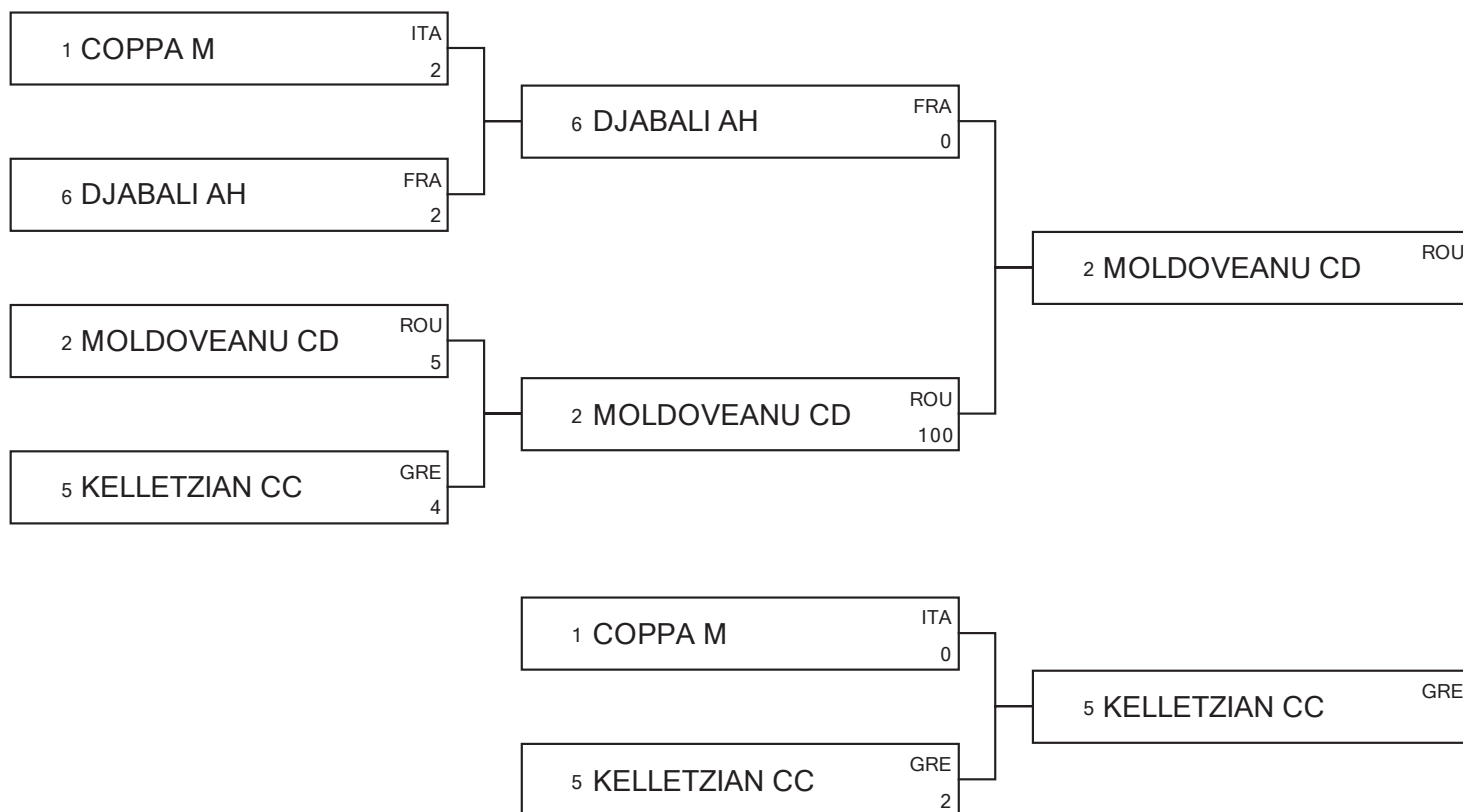 1 COPPA M ITA
2
6 DJABALI AH FRA
2
2 MOLDOVEANU CD ROU
5
5 KELLETZIAN CC GRE
4
6 DJABALI AH FRA
0
2 MOLDOVEANU CD ROU
100
2 MOLDOVEANU CD ROU
1 COPPA M ITA
0
5 KELLETZIAN CC GRE
2
5 KELLETZIAN CC GRE